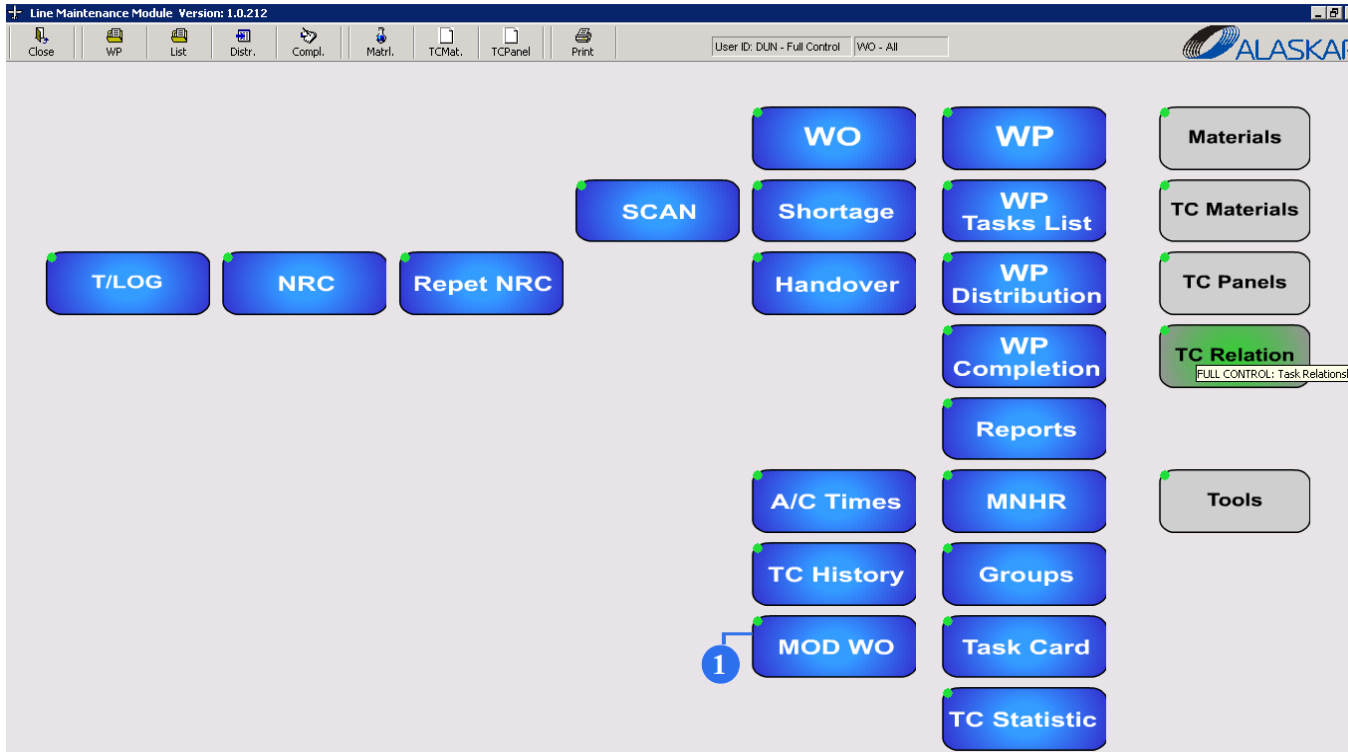 Line Maintenance Module Version: 1.0.212
Close WP List Distr. Compl. Matrl. TCMat. TCPanel Print User ID: DUN - Full Control WO - All
ALASKAR
WO WP Materials
SCAN Shortage WP Tasks List TC Materials
T/LOG NRC Repet NRC Handover WP Distribution TC Panels
WP Completion TC Relation
FULL CONTROL: Task Relations
Reports
A/C Times MNHR Tools
TC History Groups
1 MOD WO Task Card
TC Statistic